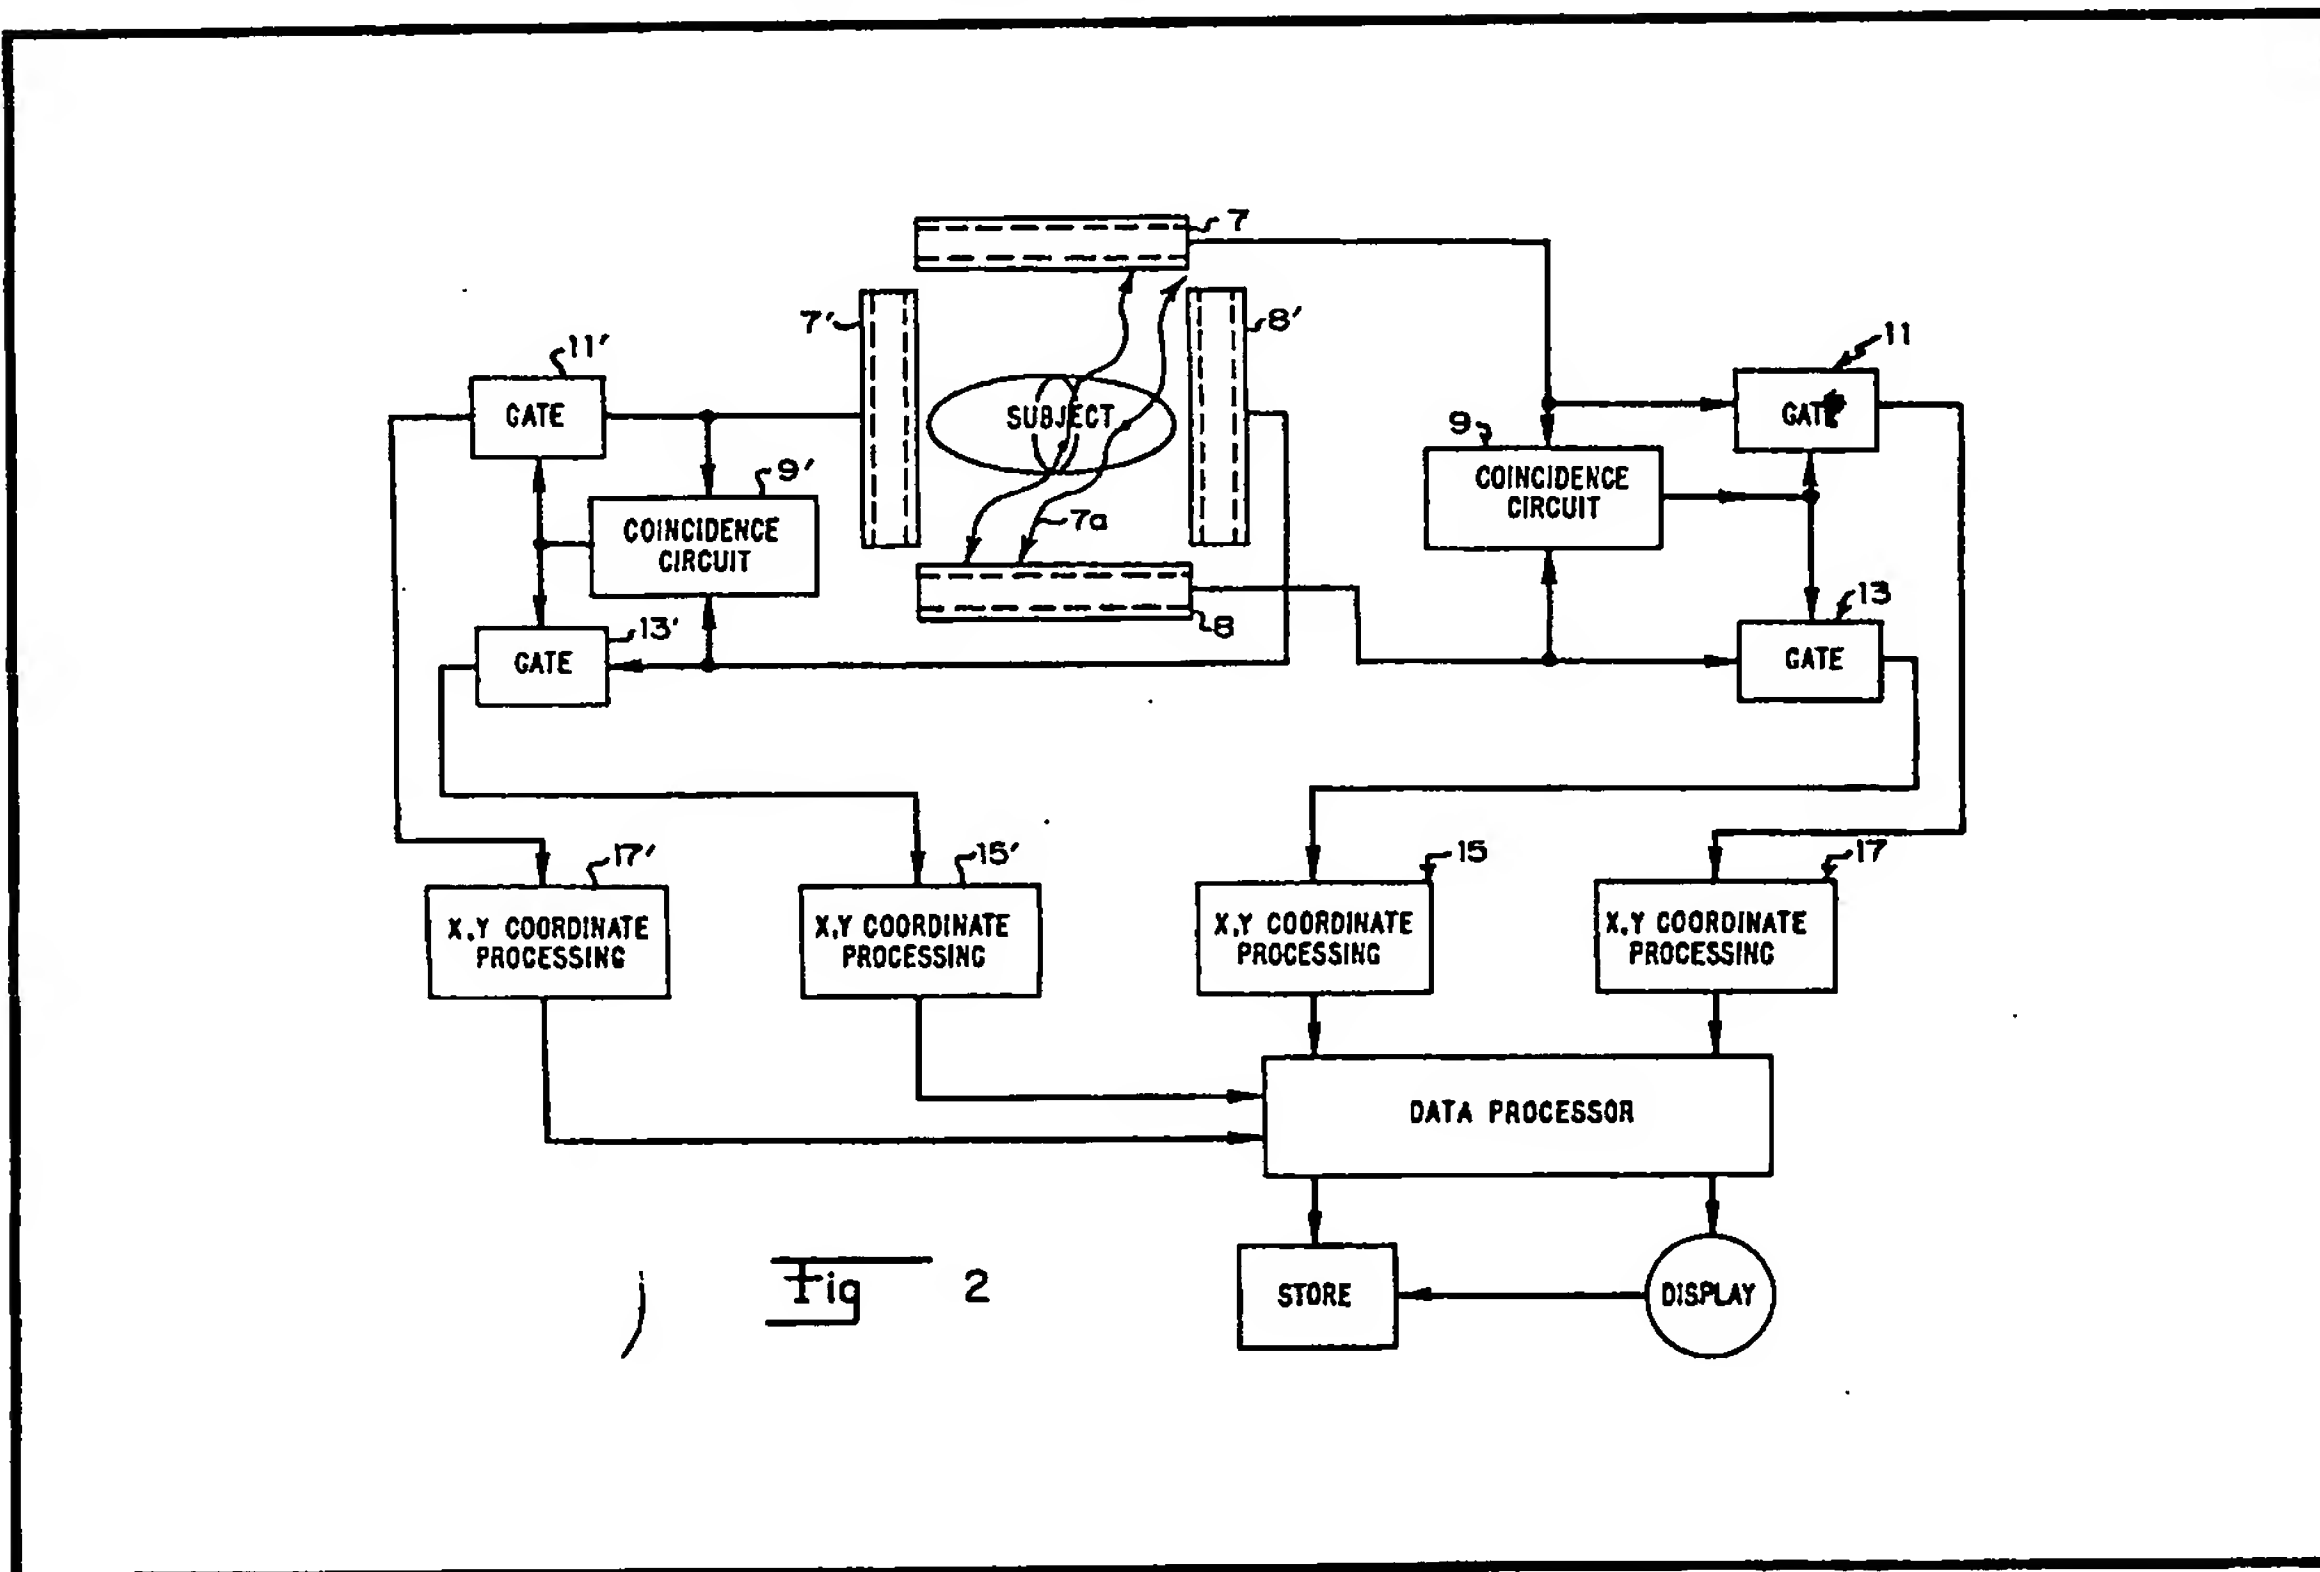 7
7'
8'
11'
11
GATE
SUBJECT
GATE
9
9'
COINCIDENCE
CIRCUIT
7a
COINCIDENCE
CIRCUIT
13'
8
13
GATE
GATE
17'
15'
15
17
X,Y COORDINATE
PROCESSING
X,Y COORDINATE
PROCESSING
X,Y COORDINATE
PROCESSING
X,Y COORDINATE
PROCESSING
DATA PROCESSOR
STORE
DISPLAY
Fig 2